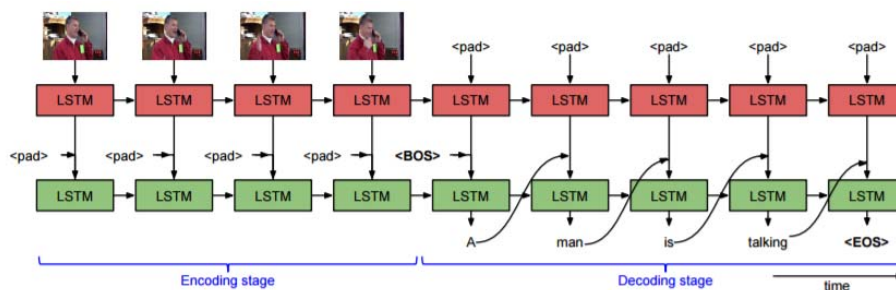 <pad> <pad> <pad> <pad> <pad>
LSTM LSTM LSTM LSTM LSTM LSTM LSTM LSTM LSTM
<pad> <pad> <pad> <pad> <BOS>
LSTM LSTM LSTM LSTM LSTM LSTM LSTM LSTM LSTM
A man is talking <EOS>
Encoding stage Decoding stage
time